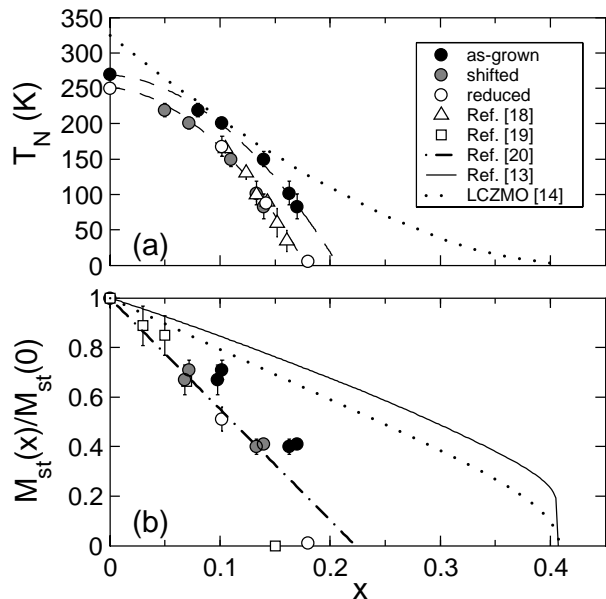 350
300
250
200
150
100
50
0
T_N (K)
(a)
as-grown
shifted
reduced
Ref. [18]
Ref. [19]
Ref. [20]
Ref. [13]
LCZMO [14]
1
0.8
0.6
0.4
0.2
0
M_st(x)/M_st(0)
(b)
0 0.1 0.2 0.3 0.4
x